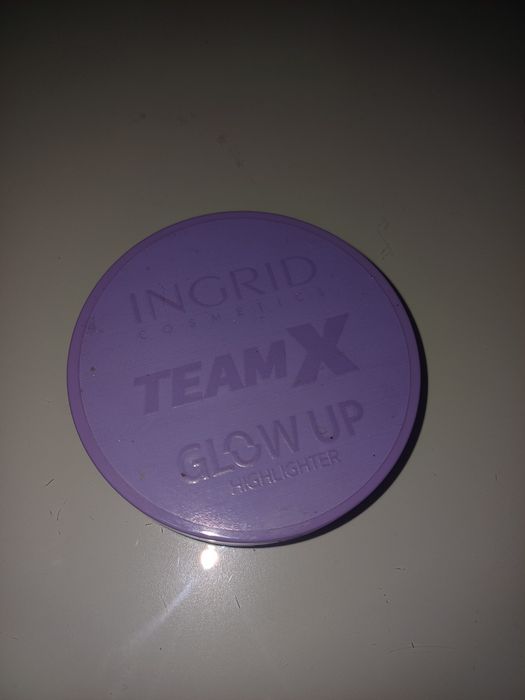 INGRID
COSMETICS
TEAM X
GLOW UP
HIGHLIGHTER